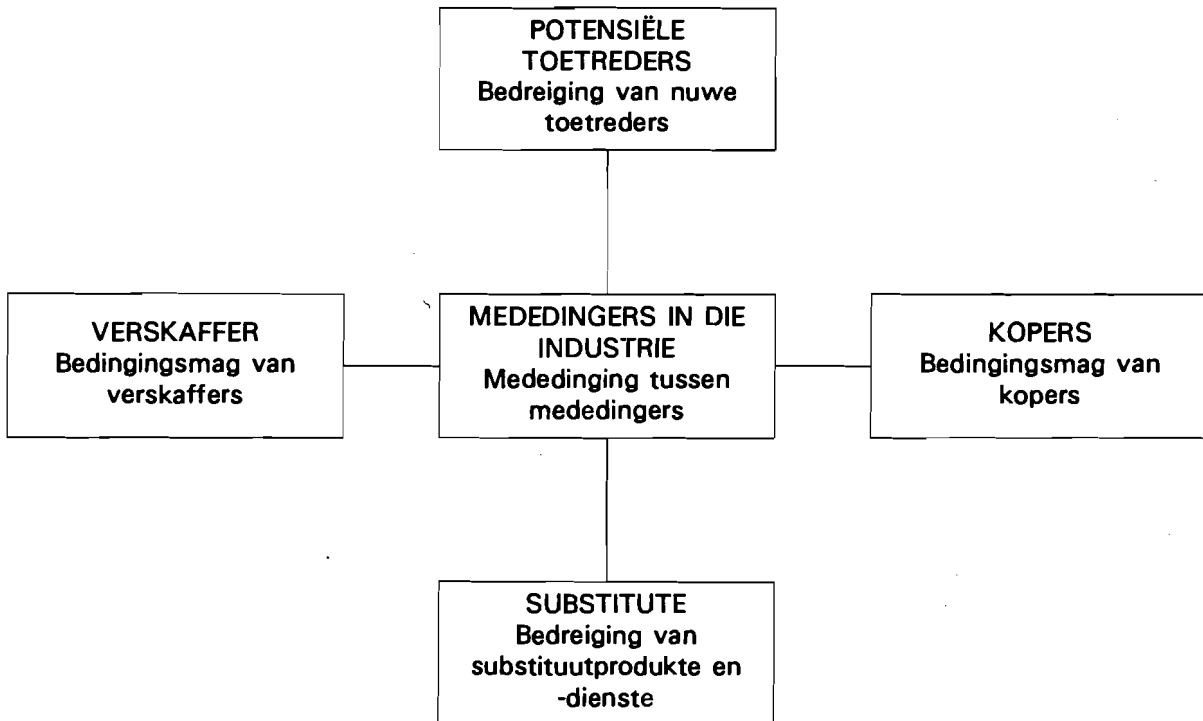 POTENSIËLE
TOETREDERS
Bedreiging van nuwe
toetreders
VERSKAFFER
Bedingingsmag van
verskaffers
MEDEDINGERS IN DIE
INDUSTRIE
Mededinging tussen
mededingers
KOPERS
Bedingingsmag van
kopers
SUBSTITUTE
Bedreiging van
substituutprodukte en
-dienste